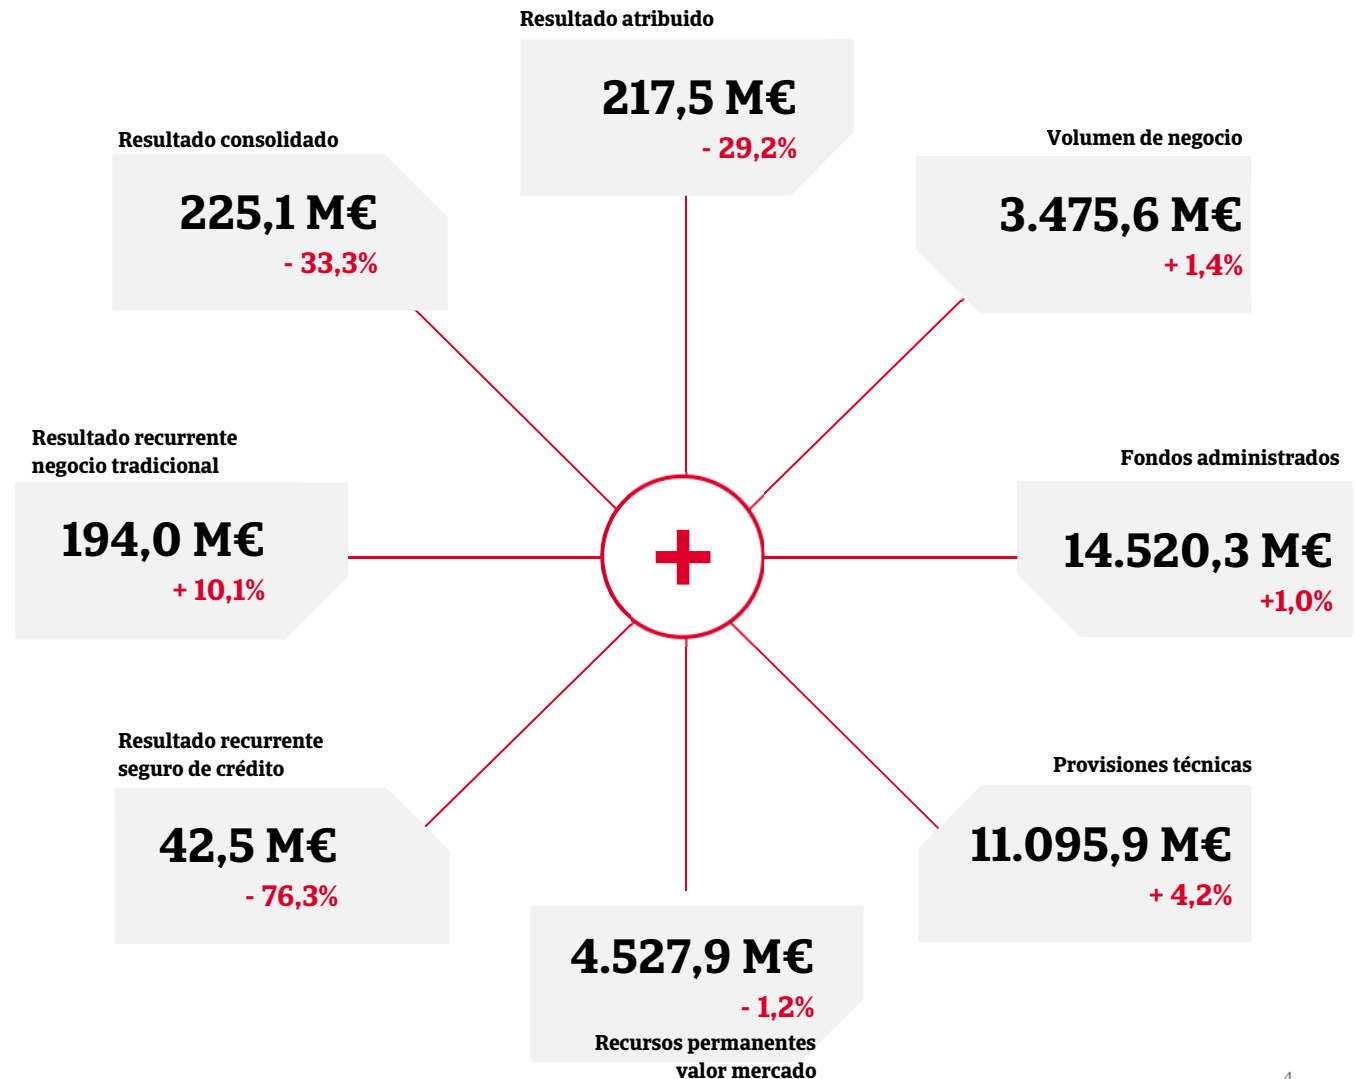 Resultado atribuido
217,5 M€
- 29,2%
Resultado consolidado
225,1 M€
- 33,3%
Volumen de negocio
3.475,6 M€
+ 1,4%
Resultado recurrente
negocio tradicional
194,0 M€
+ 10,1%
Fondos administrados
14.520,3 M€
+1,0%
Resultado recurrente
seguro de crédito
42,5 M€
- 76,3%
Provisiones técnicas
11.095,9 M€
+ 4,2%
4.527,9 M€
- 1,2%
Recursos permanentes
valor mercado